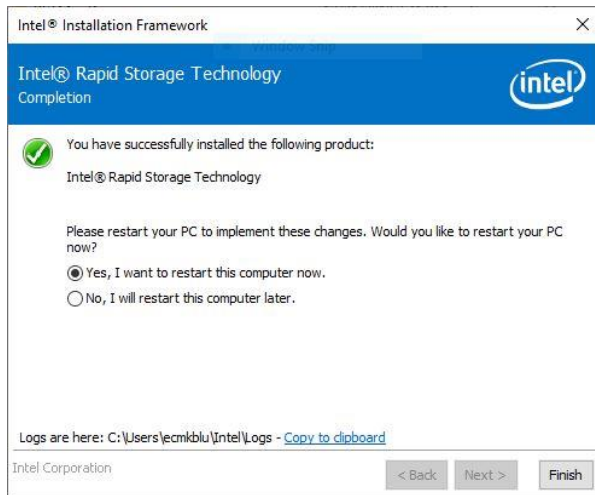 Intel® Installation Framework
Window Snip
Intel® Rapid Storage Technology
Completion
intel
You have successfully installed the following product:
Intel® Rapid Storage Technology
Please restart your PC to implement these changes. Would you like to restart your PC
now?
Yes, I want to restart this computer now.
No, I will restart this computer later.
Logs are here: C:\Users\ecmkblu\Intel\Logs - Copy to clipboard
Intel Corporation
< Back Next > Finish